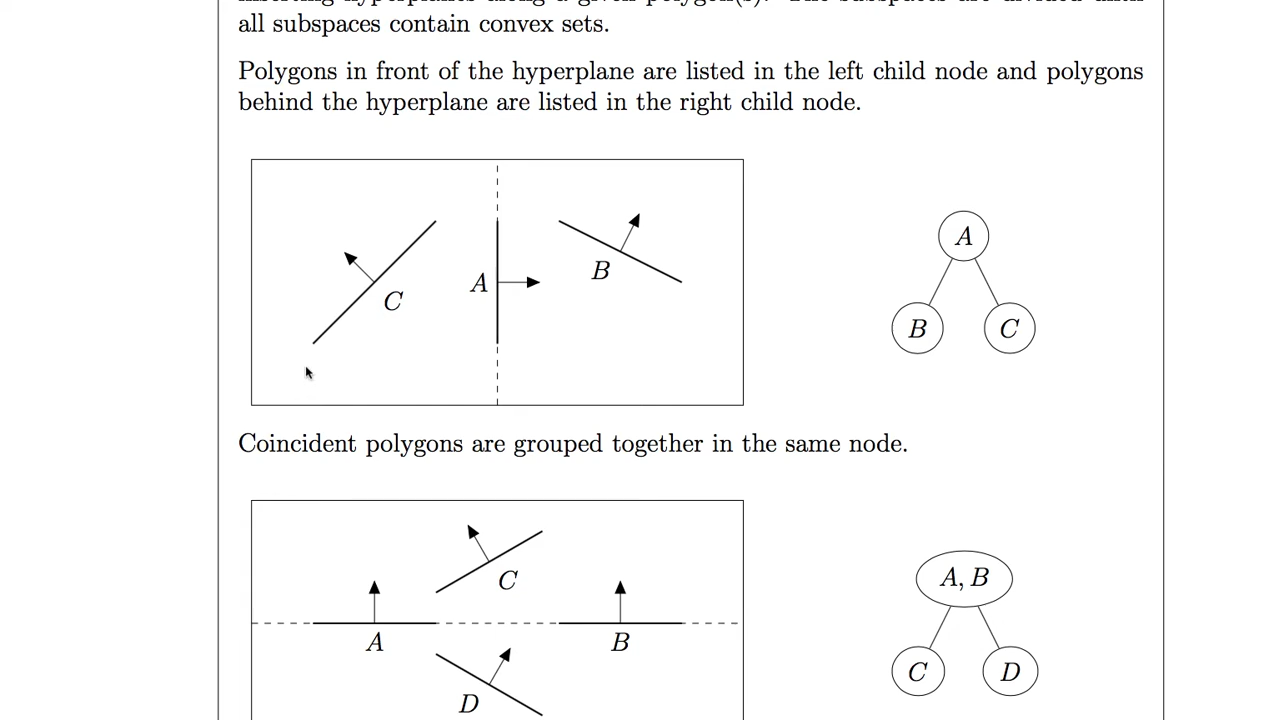 all subspaces contain convex sets.
Polygons in front of the hyperplane are listed in the left child node and polygons
behind the hyperplane are listed in the right child node.
C
A
B
A
B
C
Coincident polygons are grouped together in the same node.
C
A
B
D
A, B
C
D